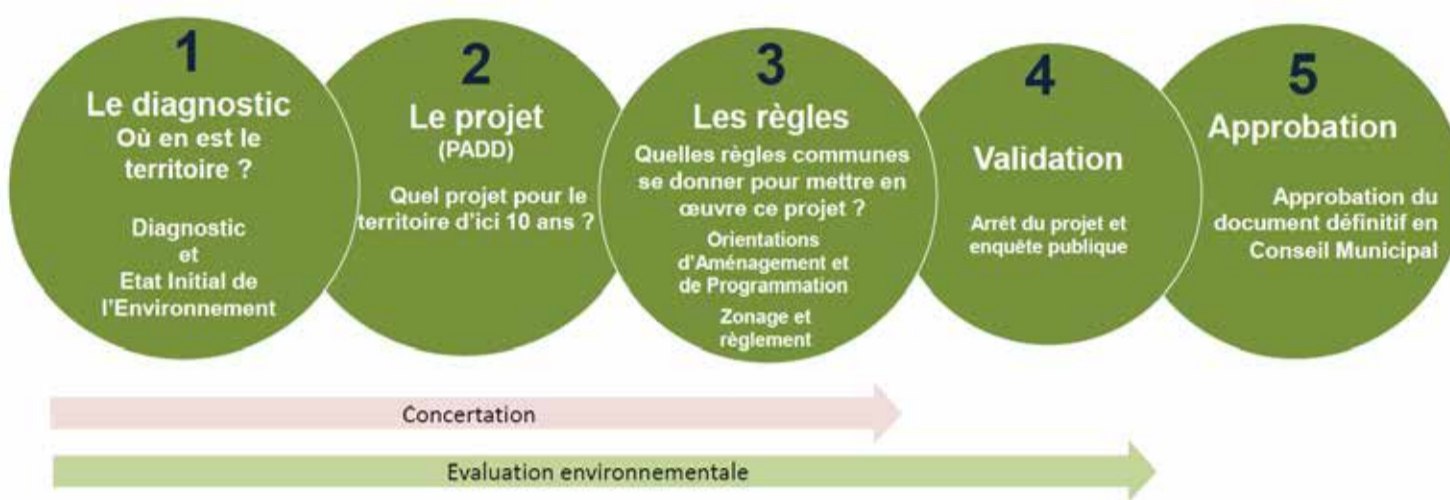 1
Le diagnostic
Où en est le
territoire ?
Diagnostic
et
Etat Initial de
l'Environnement
2
Le projet
(PADD)
Quel projet pour le
territoire d'ici 10 ans ?
3
Les règles
Quelles règles communes
se donner pour mettre en
œuvre ce projet ?
Orientations
d'Aménagement et
de Programmation
Zonage et
règlement
4
Validation
Arrêt du projet et
enquête publique
5
Approbation
Approbation du
document définitif en
Conseil Municipal
Concertation
Evaluation environnementale